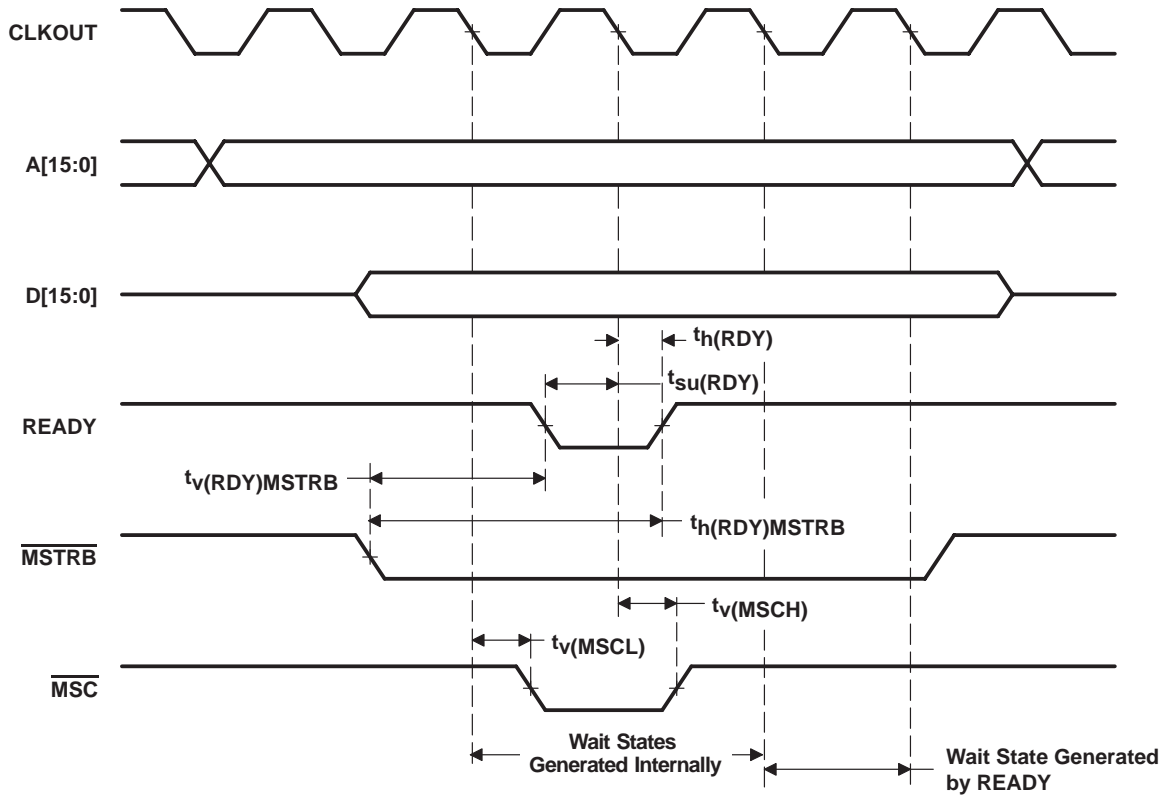 CLKOUT
A[15:0]
D[15:0]
th(RDY)
tsu(RDY)
READY
tv(RDY)MSTRB
th(RDY)MSTRB
MSTRB
tv(MSCH)
tv(MSCL)
MSC
Wait States
Generated Internally
Wait State Generated
by READY